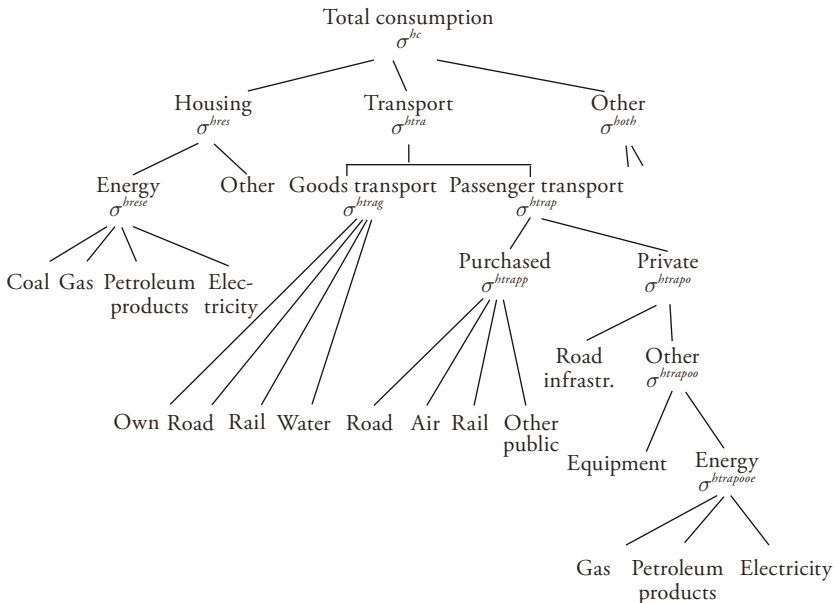 Total consumption
σ^hc
Housing Transport Other
σ^hres σ^htra σ^hoth
Energy Other Goods transport Passenger transport
σ^hrese σ^htrag σ^htrap
Purchased Private
σ^htrapp σ^htrapo
Coal Gas Petroleum Elec-
products tricity
Road Other
infrastr. σ^htrapoo
Own Road Rail Water Road Air Rail Other
public
Equipment Energy
σ^htrapooe
Gas Petroleum Electricity
products